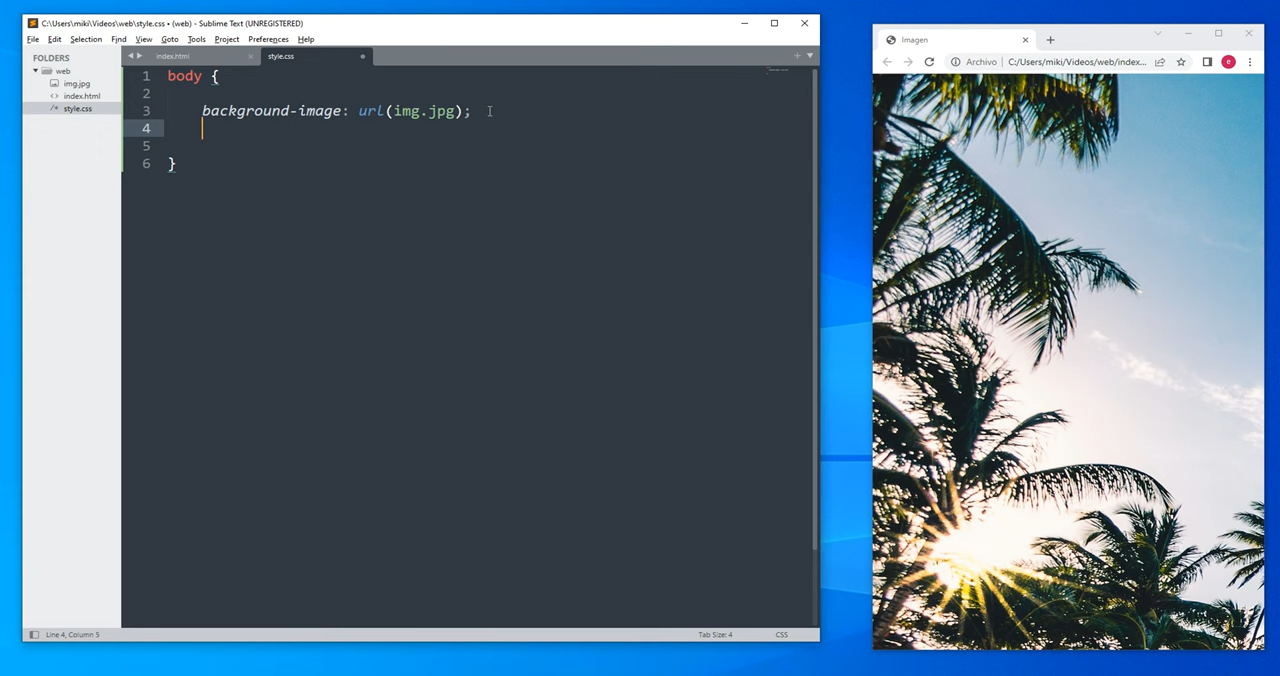 C:\Users\miki\Videos\web\style.css • (web) - Sublime Text (UNREGISTERED)
File Edit Selection Find View Goto Tools Project Preferences Help
FOLDERS
web
img.jpg
index.html
style.css
index.html
style.css
1 body {
2
3 background-image: url(img.jpg);
4
5
6 }
Line 4, Column 5
Tab Size: 4
CSS
Imagen
Archivo
C:/Users/miki/Videos/web/index...
e